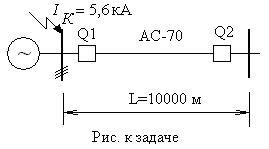 I К = 5,6 кА
Q1 АС-70 Q2
L=10000 м
Рис. к задаче